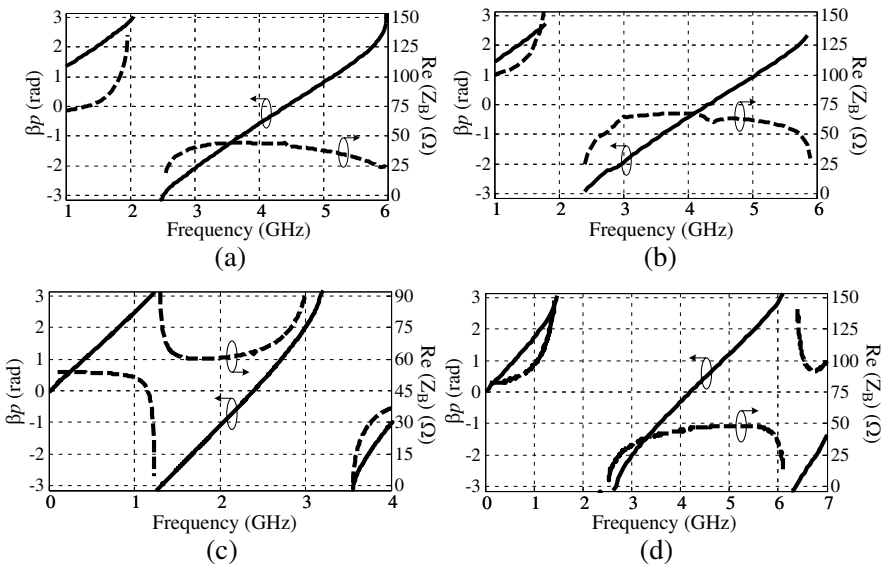 3
2
1
0
-1
-2
-3
βp (rad)
150
125
100
75
50
25
0
Re (Z_B) (Ω)
1 2 3 4 5 6
Frequency (GHz)
(a)
3
2
1
0
-1
-2
-3
βp (rad)
150
125
100
75
50
25
0
Re (Z_B) (Ω)
1 2 3 4 5 6
Frequency (GHz)
(b)
3
2
1
0
-1
-2
-3
βp (rad)
90
75
60
45
30
15
0
Re (Z_B) (Ω)
0 1 2 3 4
Frequency (GHz)
(c)
3
2
1
0
-1
-2
-3
βp (rad)
150
125
100
75
50
25
0
Re (Z_B) (Ω)
0 1 2 3 4 5 6 7
Frequency (GHz)
(d)